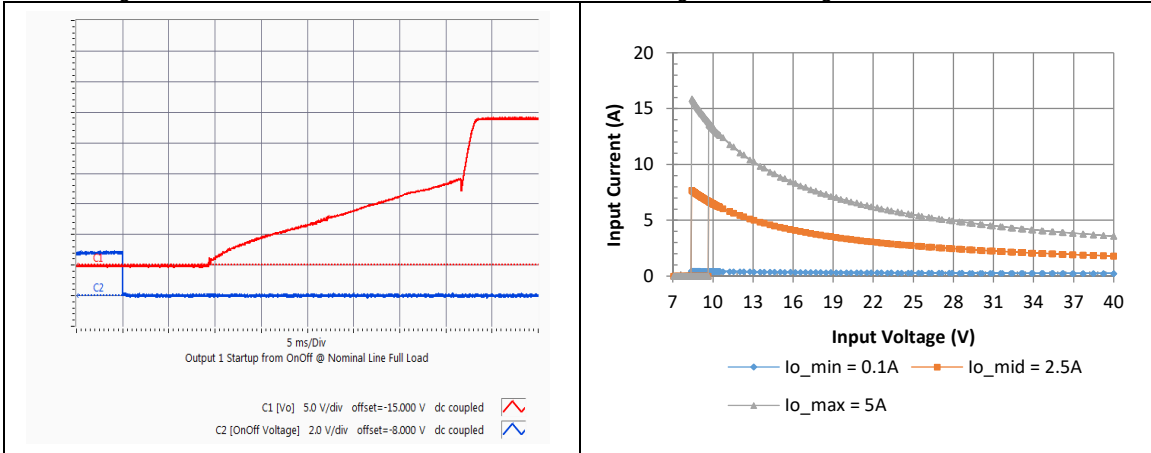 C1
C2
5 ms/Div
Output 1 Startup from OnOff @ Nominal Line Full Load
C1 [Vo] 5.0 V/div offset=-15.000 V dc coupled
C2 [OnOff Voltage] 2.0 V/div offset=-8.000 V dc coupled
20
15
10
5
0
Input Current (A)
7 10 13 16 19 22 25 28 31 34 37 40
Input Voltage (V)
Io_min = 0.1A Io_mid = 2.5A
Io_max = 5A